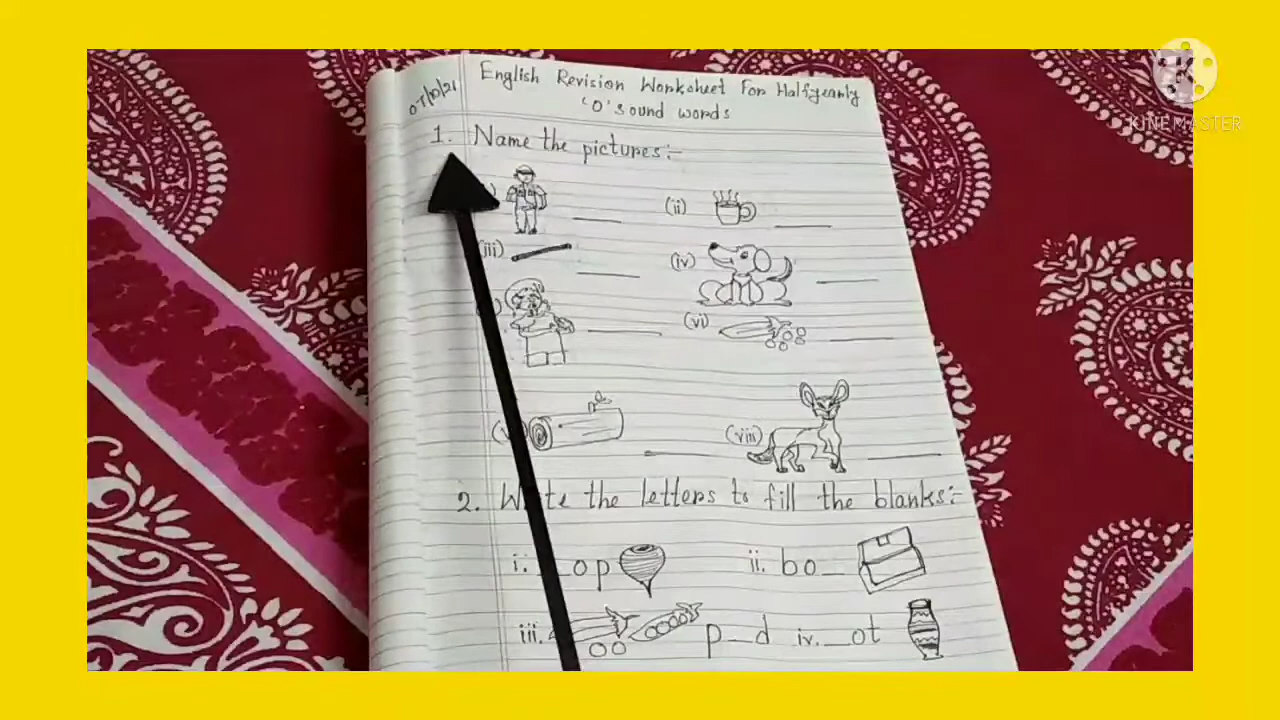 07/10/21
English Revision Worksheet For Halfyearly
'O' Sound words
1. Name the pictures:-
(ii)
(iii)
(iv)
(vi)
(viii)
2. the letters to fill the blanks:-
i. _op
ii. bo_
iii. p_d iv. _ot
KINEMASTER